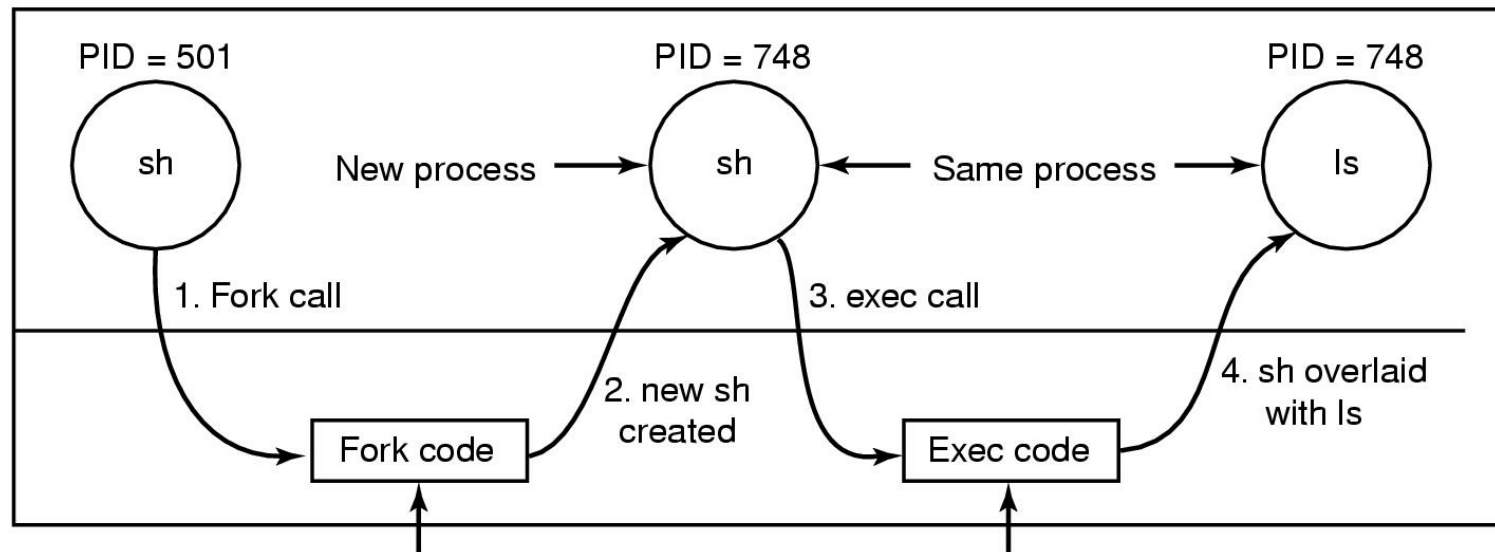 PID = 501
PID = 748
PID = 748
sh
New process
sh
Same process
ls
1. Fork call
3. exec call
2. new sh
created
4. sh overlaid
with ls
Fork code
Exec code